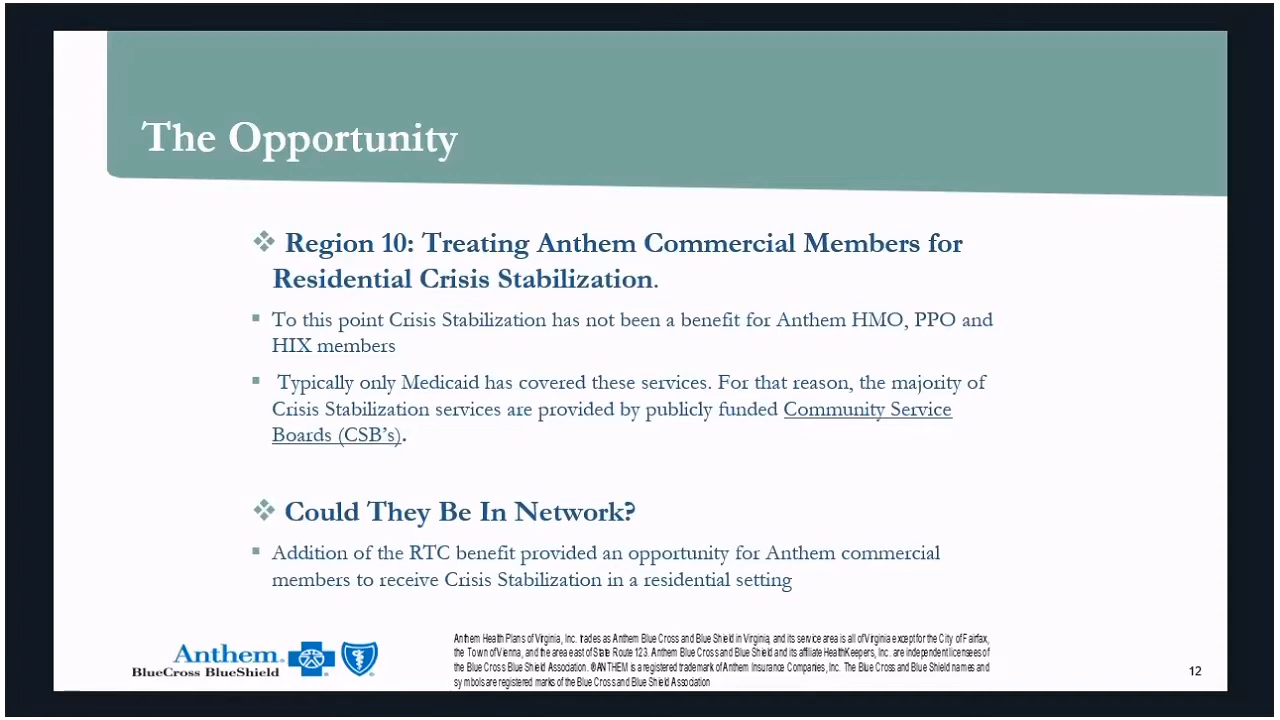 The Opportunity
❖ Region 10: Treating Anthem Commercial Members for
Residential Crisis Stabilization.
▪ To this point Crisis Stabilization has not been a benefit for Anthem HMO, PPO and
HIX members
▪ Typically only Medicaid has covered these services. For that reason, the majority of
Crisis Stabilization services are provided by publicly funded Community Service
Boards (CSB's).
❖ Could They Be In Network?
▪ Addition of the RTC benefit provided an opportunity for Anthem commercial
members to receive Crisis Stabilization in a residential setting
Anthem®
BlueCross BlueShield
Anthem Health Plans of Virginia, Inc. trades as Anthem Blue Cross and Blue Shield in Virginia, and its service area is all of Virginia except for the City of Fairfax,
the Town of Vienna, and the area east of State Route 123. Anthem Blue Cross and Blue Shield and its affiliate HealthKeepers, Inc. are independent licensees of
the Blue Cross Blue Shield Association. ®ANTHEM is a registered trademark of Anthem Insurance Companies, Inc. The Blue Cross and Blue Shield names and
symbols are registered marks of the Blue Cross and Blue Shield Association
12